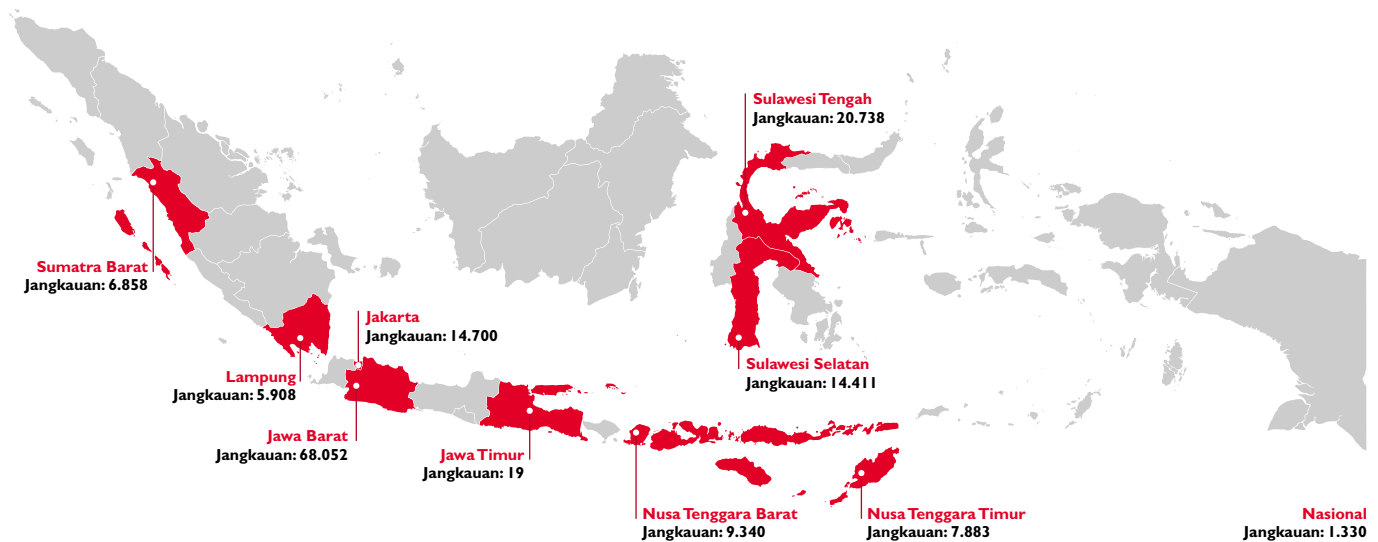 Sulawesi Tengah
Jangkauan: 20.738
Sumatra Barat
Jangkauan: 6.858
Jakarta
Jangkauan: 14.700
Sulawesi Selatan
Jangkauan: 14.411
Lampung
Jangkauan: 5.908
Jawa Barat
Jangkauan: 68.052
Jawa Timur
Jangkauan: 19
Nusa Tenggara Barat
Jangkauan: 9.340
Nusa Tenggara Timur
Jangkauan: 7.883
Nasional
Jangkauan: 1.330